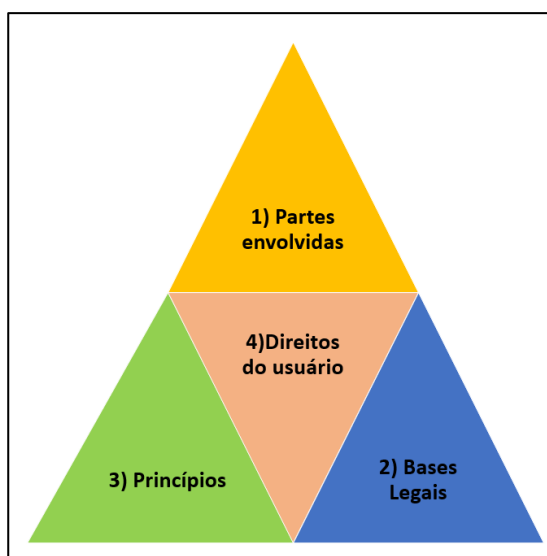 1) Partes
envolvidas
4)Direitos
do usuário
3) Princípios
2) Bases
Legais